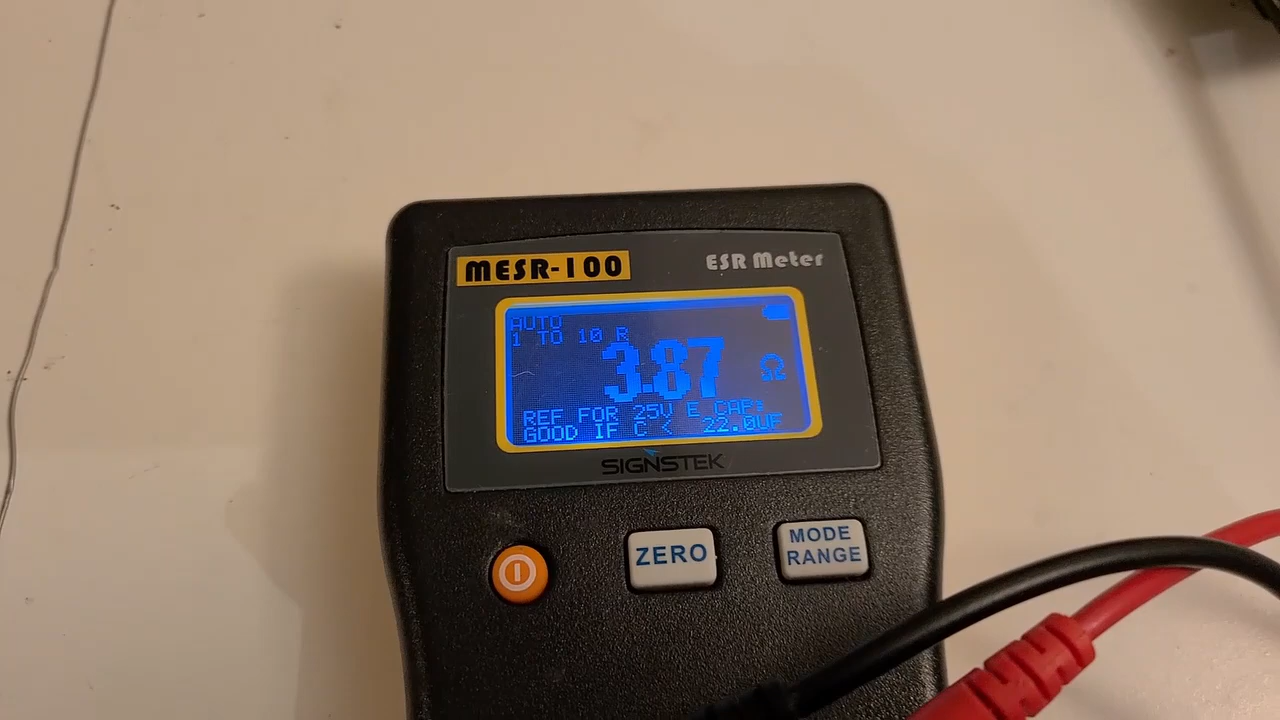 MESR-100
ESR Meter
AUTO
1 TO 10 R
3.87 Ω
REF FOR 25V E CAP:
GOOD IF C < 22.0UF
SIGNSTEK
ZERO
MODE
RANGE